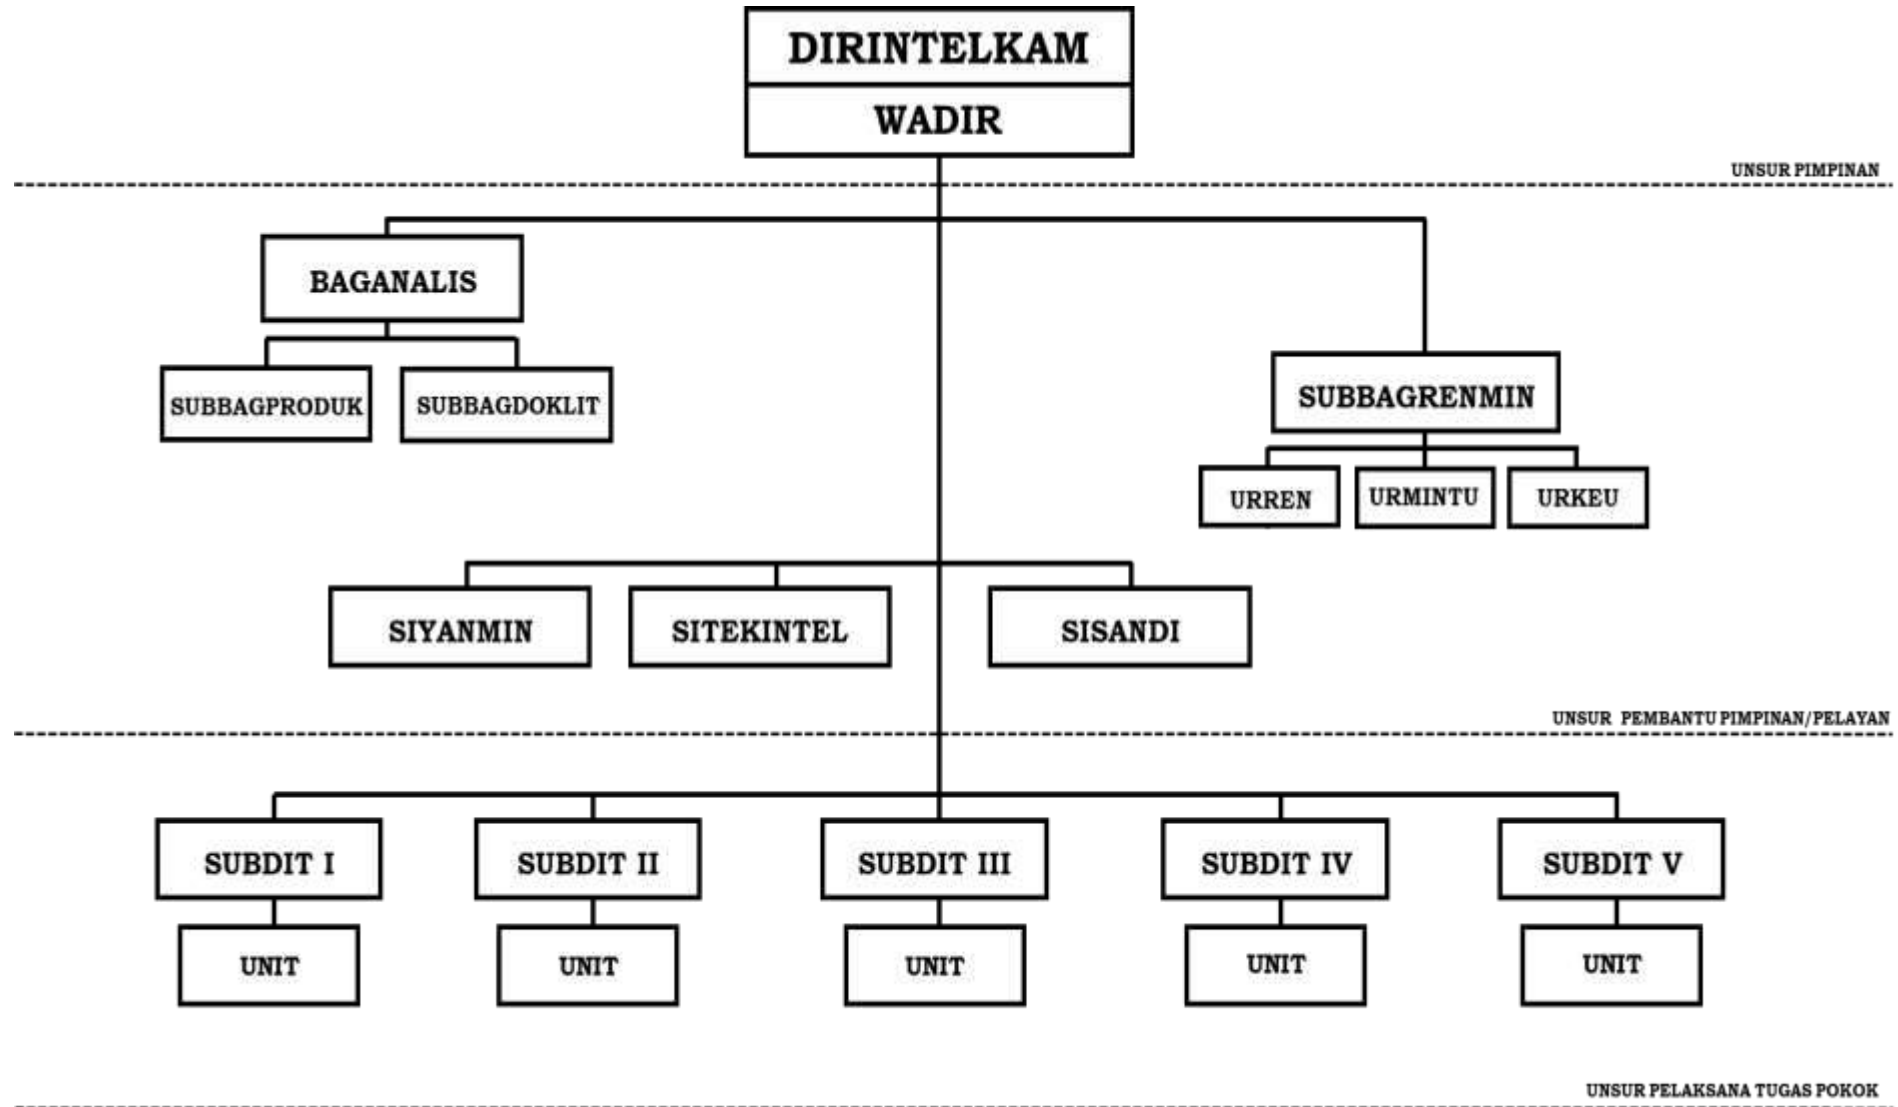 DIRINTELKAM
WADIR
UNSUR PIMPINAN
BAGANALIS
SUBBAGPRODUK
SUBBAGDOKLIT
SUBBAGRENMIN
URREN
URMINTU
URKEU
SIYANMIN
SITEKINTEL
SISANDI
UNSUR PEMBANTU PIMPINAN/PELAYAN
SUBDIT I
SUBDIT II
SUBDIT III
SUBDIT IV
SUBDIT V
UNIT
UNIT
UNIT
UNIT
UNIT
UNSUR PELAKSANA TUGAS POKOK